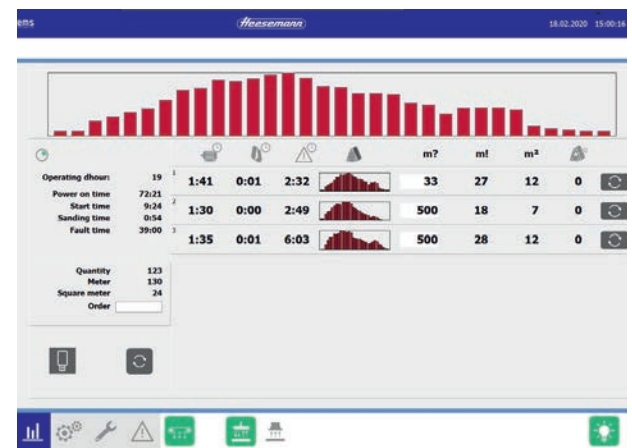 ens Heesemann 18.02.2020 15:00:16
m? m! m²
Operating dhour: 19
Power on time 72:21
Start time 9:24
Sanding time 0:54
Fault time 39:00
1 1:41 0:01 2:32 33 27 12 0
2 1:30 0:00 2:49 500 18 7 0
3 1:35 0:01 6:03 500 28 12 0
Quantity 123
Meter 130
Square meter 24
Order